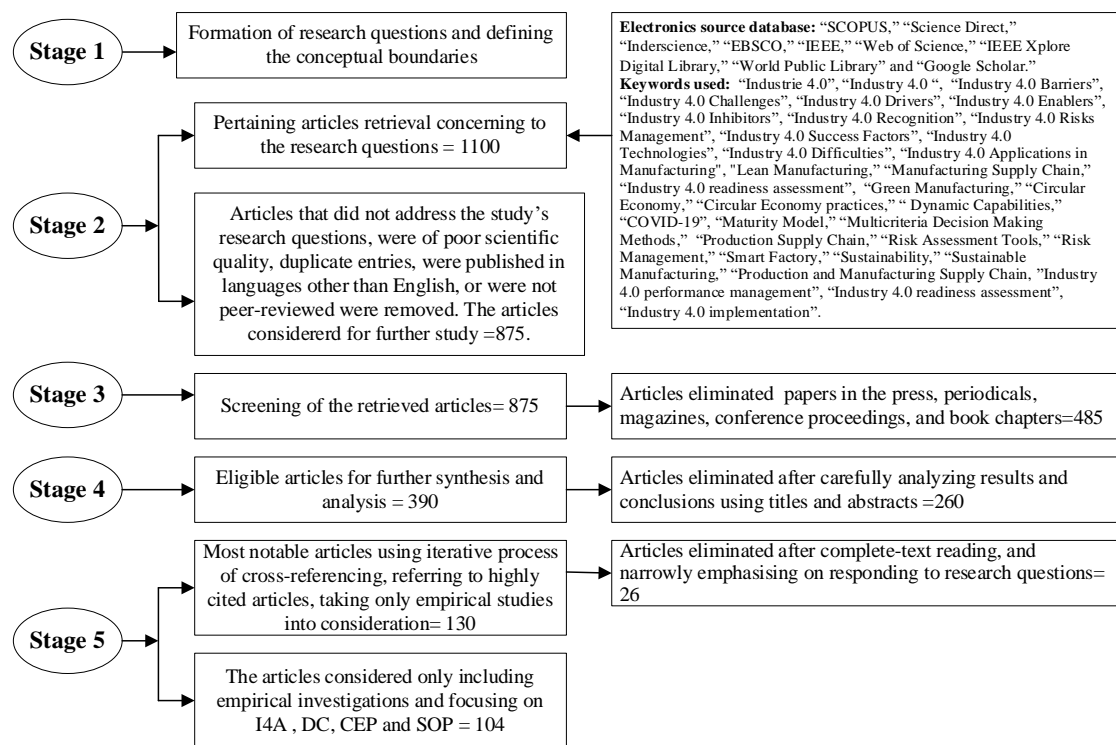 Stage 1
Formation of research questions and defining
the conceptual boundaries
Electronics source database: “SCOPUS,” “Science Direct,”
“Inderscience,” “EBSCO,” “IEEE,” “Web of Science,” “IEEE Xplore
Digital Library,” “World Public Library” and “Google Scholar.”
Keywords used: “Industrie 4.0”, “Industry 4.0 “, “Industry 4.0 Barriers”,
“Industry 4.0 Challenges”, “Industry 4.0 Drivers”, “Industry 4.0 Enablers”,
“Industry 4.0 Inhibitors”, “Industry 4.0 Recognition”, “Industry 4.0 Risks
Management”, “Industry 4.0 Success Factors”, “Industry 4.0
Technologies”, “Industry 4.0 Difficulties”, “Industry 4.0 Applications in
Manufacturing", "Lean Manufacturing,” “Manufacturing Supply Chain,”
“Industry 4.0 readiness assessment”, “Green Manufacturing,” “Circular
Economy,” “Circular Economy practices,” “ Dynamic Capabilities,”
“COVID-19”, “Maturity Model,” “Multicriteria Decision Making
Methods,” “Production Supply Chain,” “Risk Assessment Tools,” “Risk
Management,” “Smart Factory,” “Sustainability,” “Sustainable
Manufacturing,” “Production and Manufacturing Supply Chain, ”Industry
4.0 performance management”, “Industry 4.0 readiness assessment”,
“Industry 4.0 implementation”.
Stage 2
Pertaining articles retrieval concerning to
the research questions = 1100
Articles that did not address the study’s
research questions, were of poor scientific
quality, duplicate entries, were published in
languages other than English, or were not
peer-reviewed were removed. The articles
considererd for further study =875.
Stage 3
Screening of the retrieved articles= 875
Articles eliminated papers in the press, periodicals,
magazines, conference proceedings, and book chapters=485
Stage 4
Eligible articles for further synthesis and
analysis = 390
Articles eliminated after carefully analyzing results and
conclusions using titles and abstracts =260
Stage 5
Most notable articles using iterative process
of cross-referencing, referring to highly
cited articles, taking only empirical studies
into consideration= 130
Articles eliminated after complete-text reading, and
narrowly emphasising on responding to research questions=
26
The articles considered only including
empirical investigations and focusing on
I4A , DC, CEP and SOP = 104